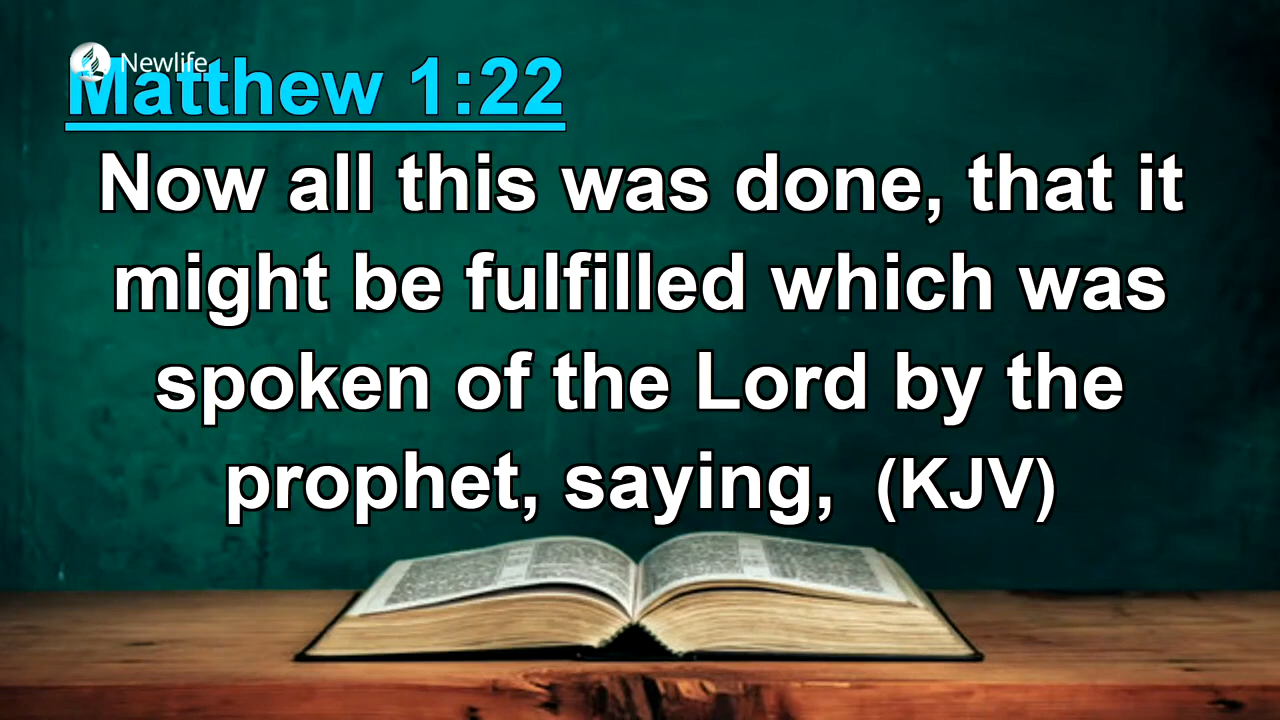 Newlife
Matthew 1:22
Now all this was done, that it
might be fulfilled which was
spoken of the Lord by the
prophet, saying, (KJV)